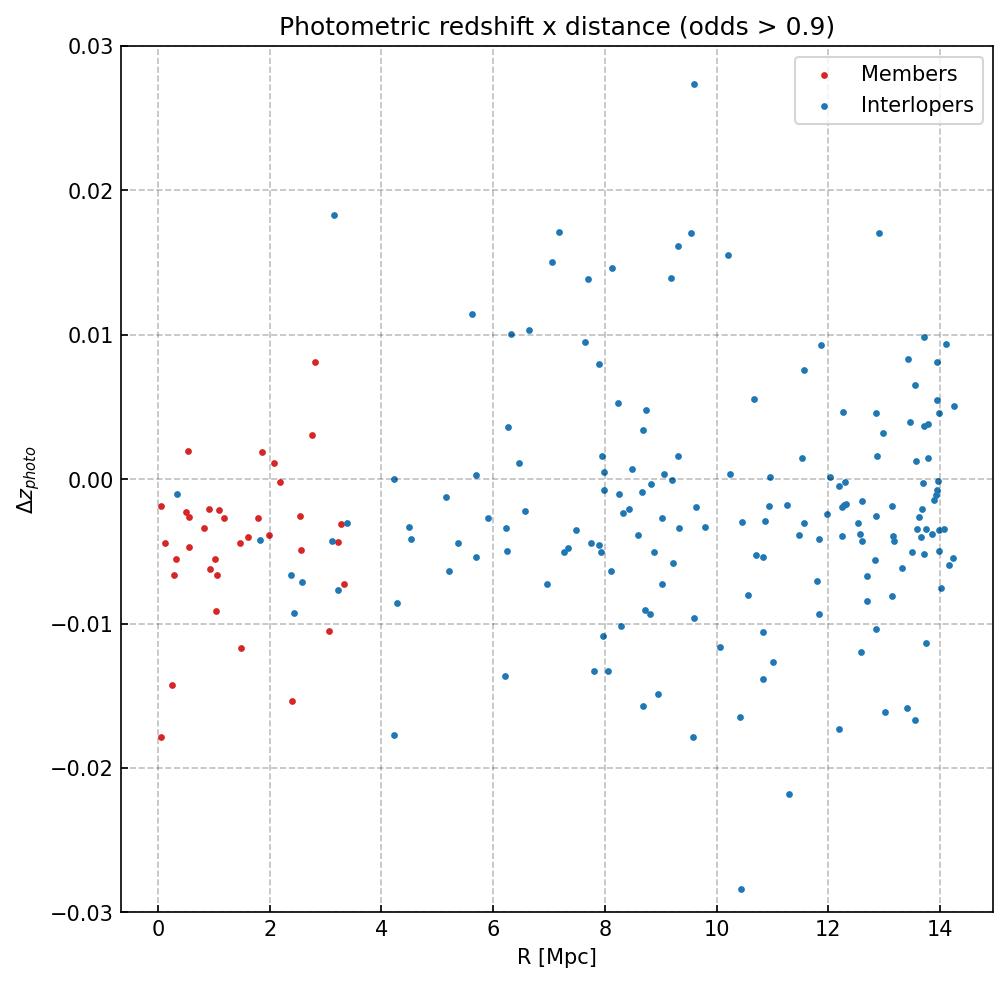 Photometric redshift x distance (odds > 0.9)
Members
Interlopers
0.03
0.02
0.01
0.00
−0.01
−0.02
−0.03
Δz_photo
0 2 4 6 8 10 12 14
R [Mpc]